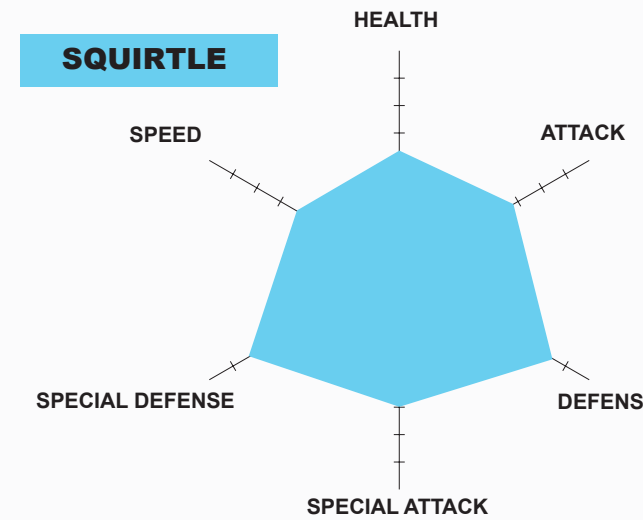 HEALTH
SQUIRTLE
SPEED
ATTACK
SPECIAL DEFENSE
DEFENS
SPECIAL ATTACK